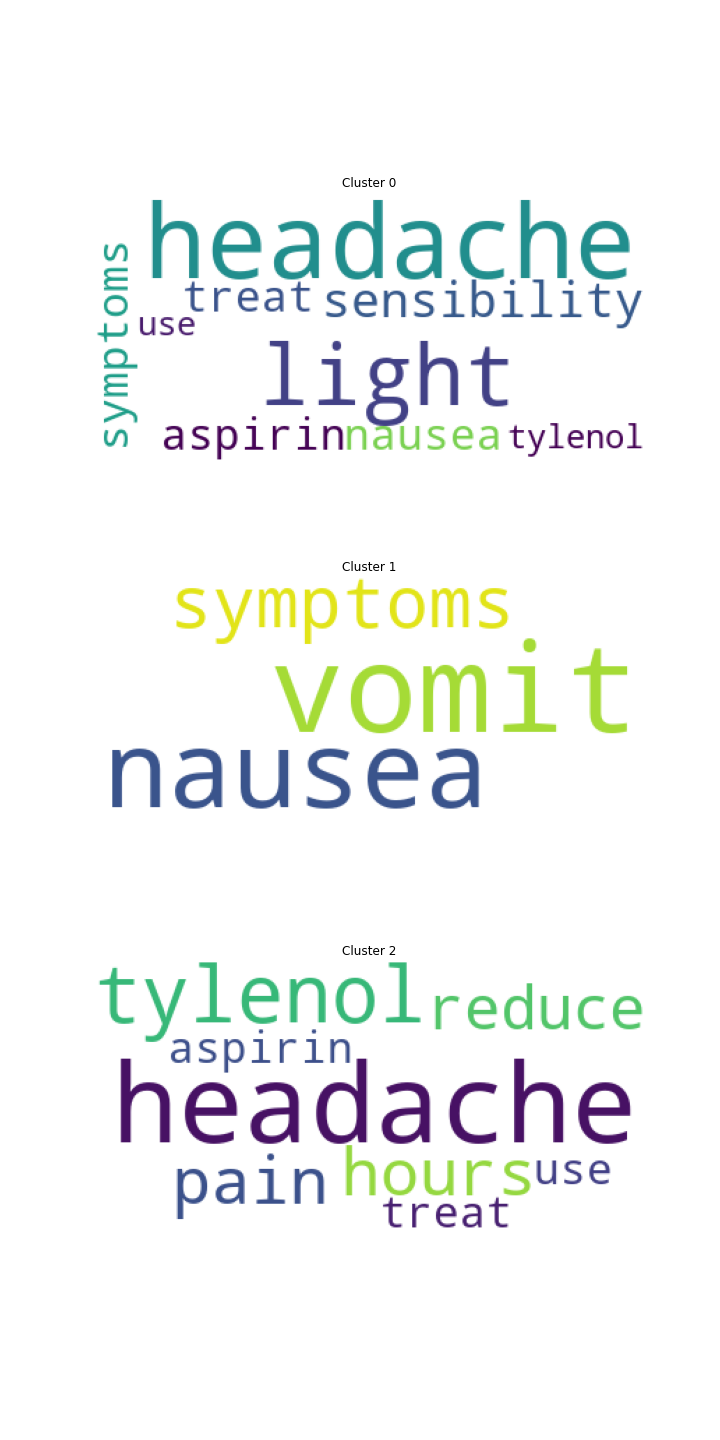 Cluster 0
headache
symptoms
treat sensibility
use
light
aspirin nausea tylenol
Cluster 1
symptoms
vomit
nausea
Cluster 2
tylenol reduce
aspirin
headache
pain hours use
treat